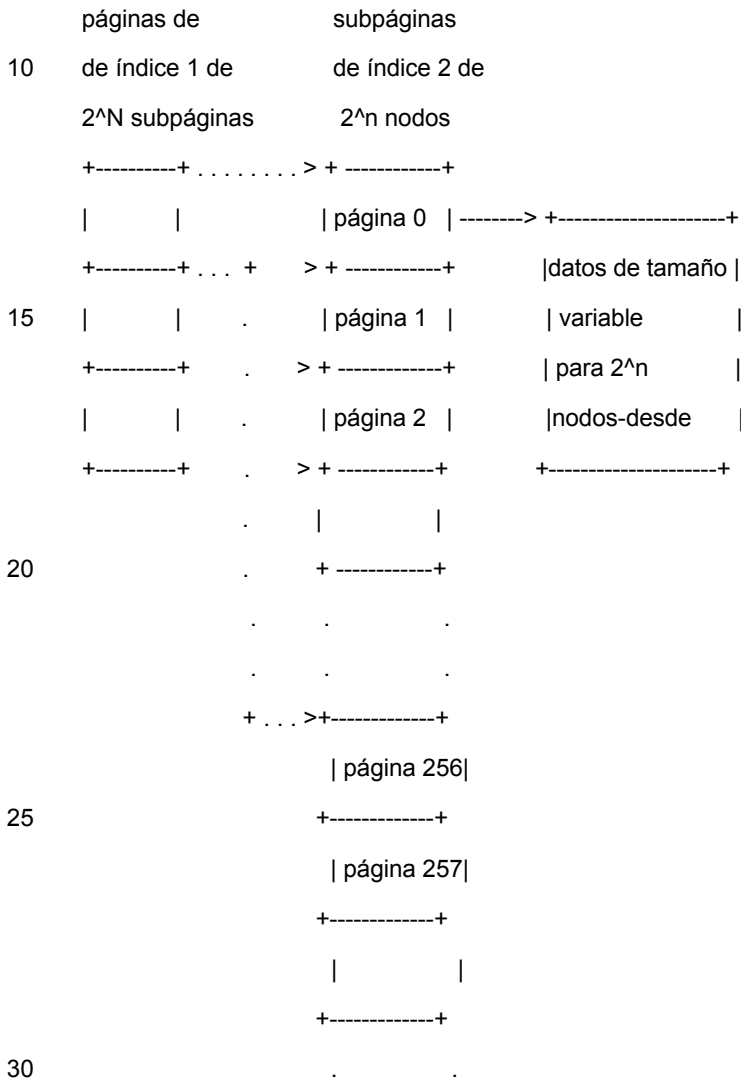 páginas de subpáginas
10 de índice 1 de de índice 2 de
2^N subpáginas 2^n nodos
+----------+ . . . . . . . . > + -------------+
| | | página 0 | --------> +---------------------+
+----------+ . . . + > + -------------+ |datos de tamaño |
15 | | . | página 1 | | variable |
+----------+ . > + -------------+ | para 2^n |
| | . | página 2 | |nodos-desde |
+----------+ . > + ------------+ +---------------------+
. | |
20 . + ------------+
. . .
. . .
+ . . . >+-------------+
| página 256|
25 +-------------+
| página 257|
+-------------+
| |
+-------------+
30 . .